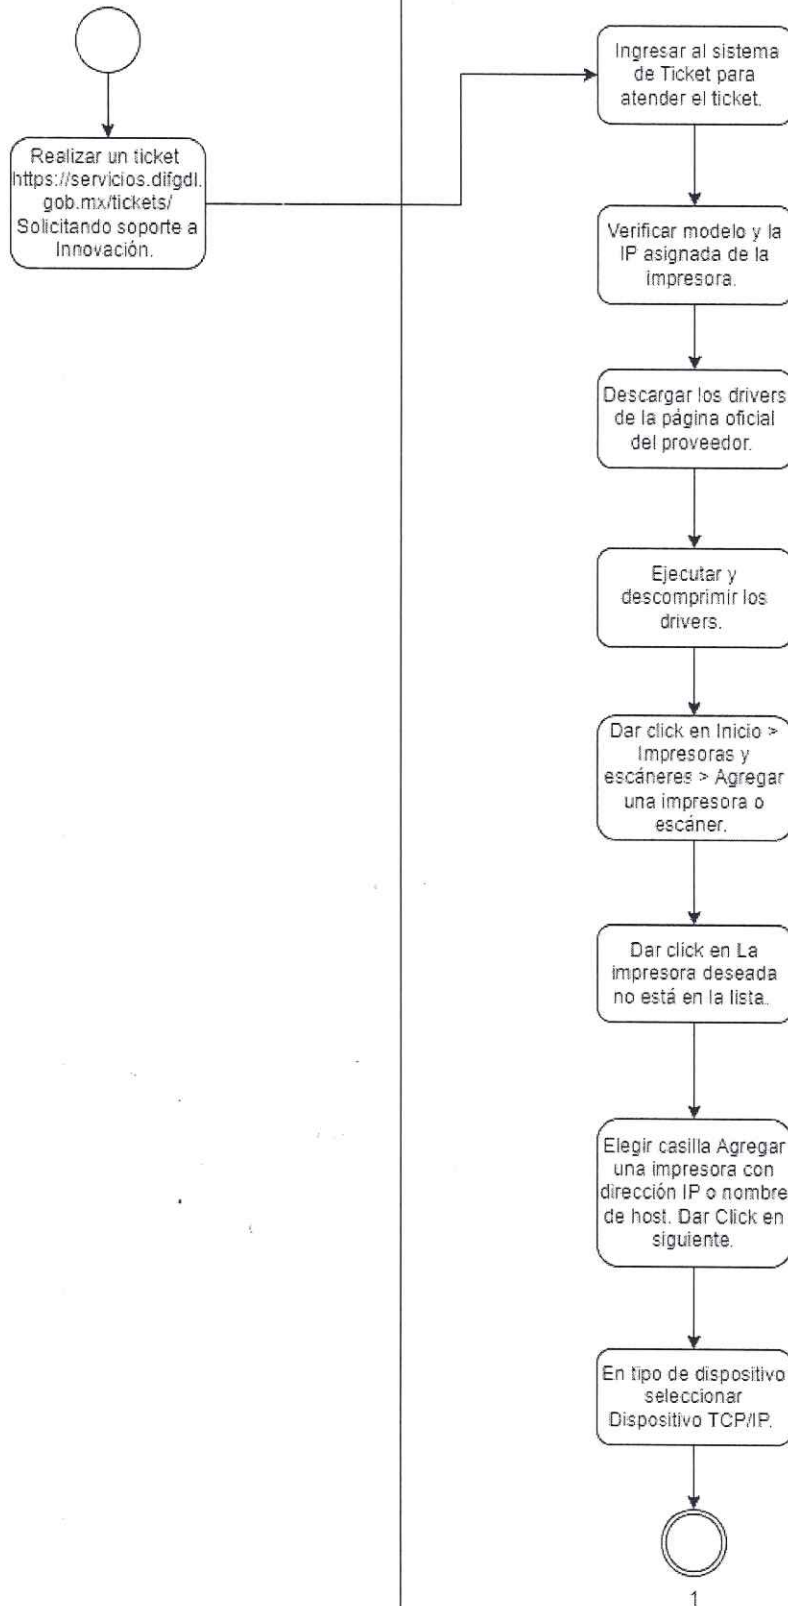 Realizar un ticket
https://servicios.difgdl.
gob.mx/tickets/
Solicitando soporte a
Innovación.
Ingresar al sistema
de Ticket para
atender el ticket.
Verificar modelo y la
IP asignada de la
impresora.
Descargar los drivers
de la página oficial
del proveedor.
Ejecutar y
descomprimir los
drivers.
Dar click en Inicio >
Impresoras y
escáneres > Agregar
una impresora o
escáner.
Dar click en La
impresora deseada
no está en la lista.
Elegir casilla Agregar
una impresora con
dirección IP o nombre
de host. Dar Click en
siguiente.
En tipo de dispositivo
seleccionar
Dispositivo TCP/IP.
1